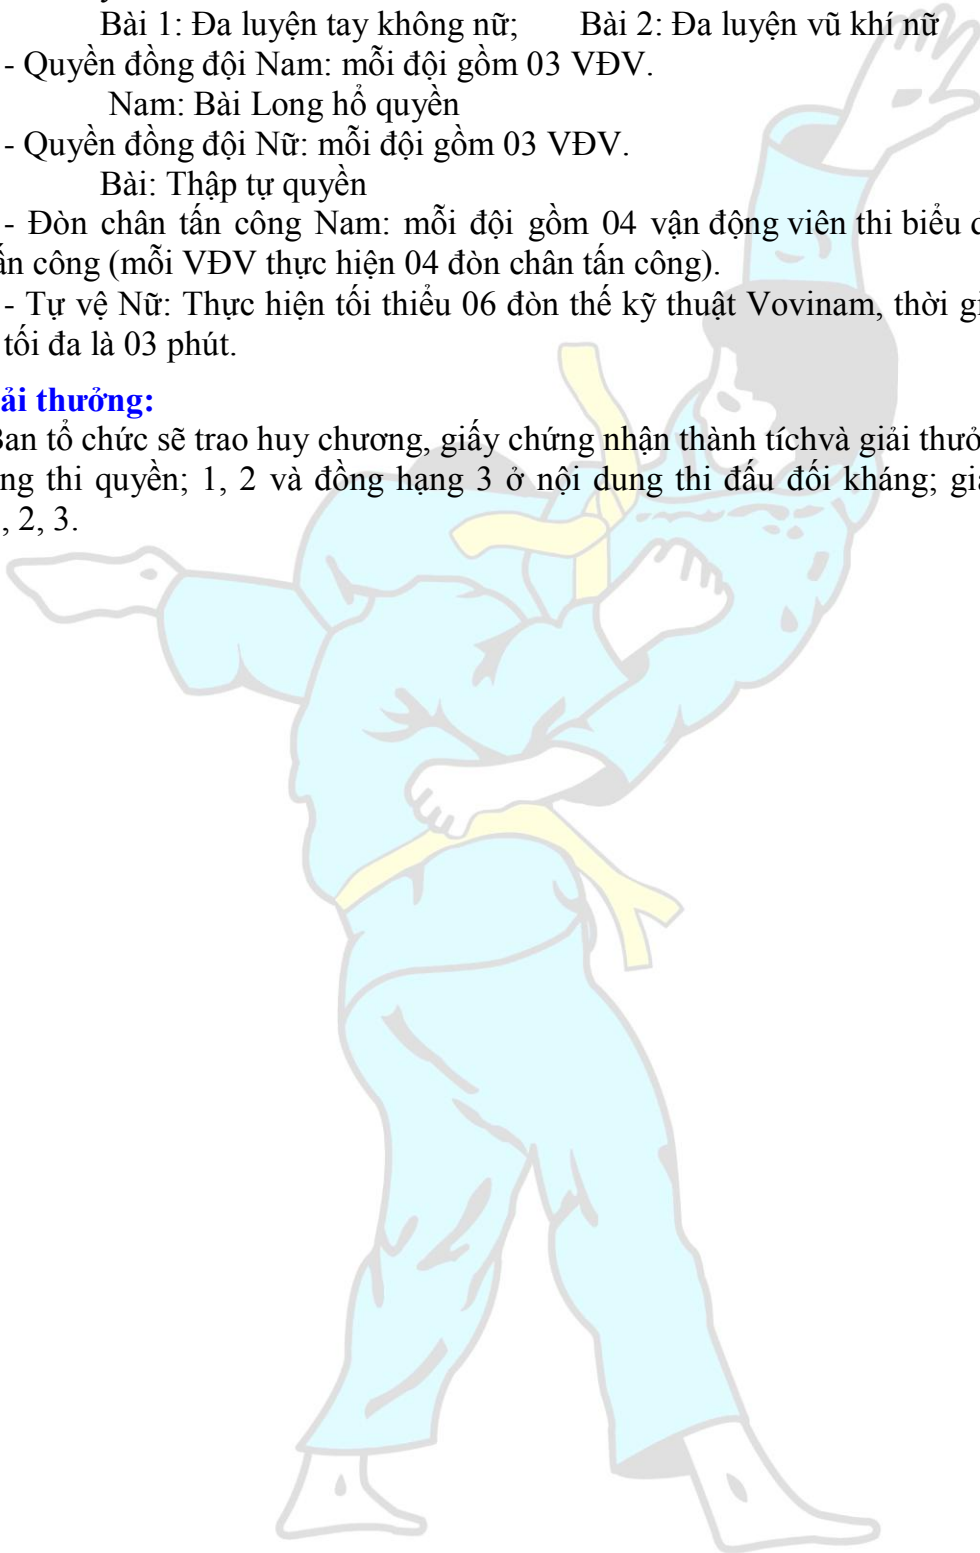 Bài 1: Đa luyện tay không nữ; Bài 2: Đa luyện vũ khí nữ
- Quyền đồng đội Nam: mỗi đội gồm 03 VĐV.
Nam: Bài Long hổ quyền
- Quyền đồng đội Nữ: mỗi đội gồm 03 VĐV.
Bài: Thập tự quyền
- Đòn chân tấn công Nam: mỗi đội gồm 04 vận động viên thi biểu
ấn công (mỗi VĐV thực hiện 04 đòn chân tấn công).
- Tự vệ Nữ: Thực hiện tối thiểu 06 đòn thế kỹ thuật Vovinam, thời gi
tối đa là 03 phút.
ải thưởng:
Ban tổ chức sẽ trao huy chương, giấy chứng nhận thành tíchvà giải thưở
ng thi quyền; 1, 2 và đồng hạng 3 ở nội dung thi đấu đối kháng; gi
, 2, 3.